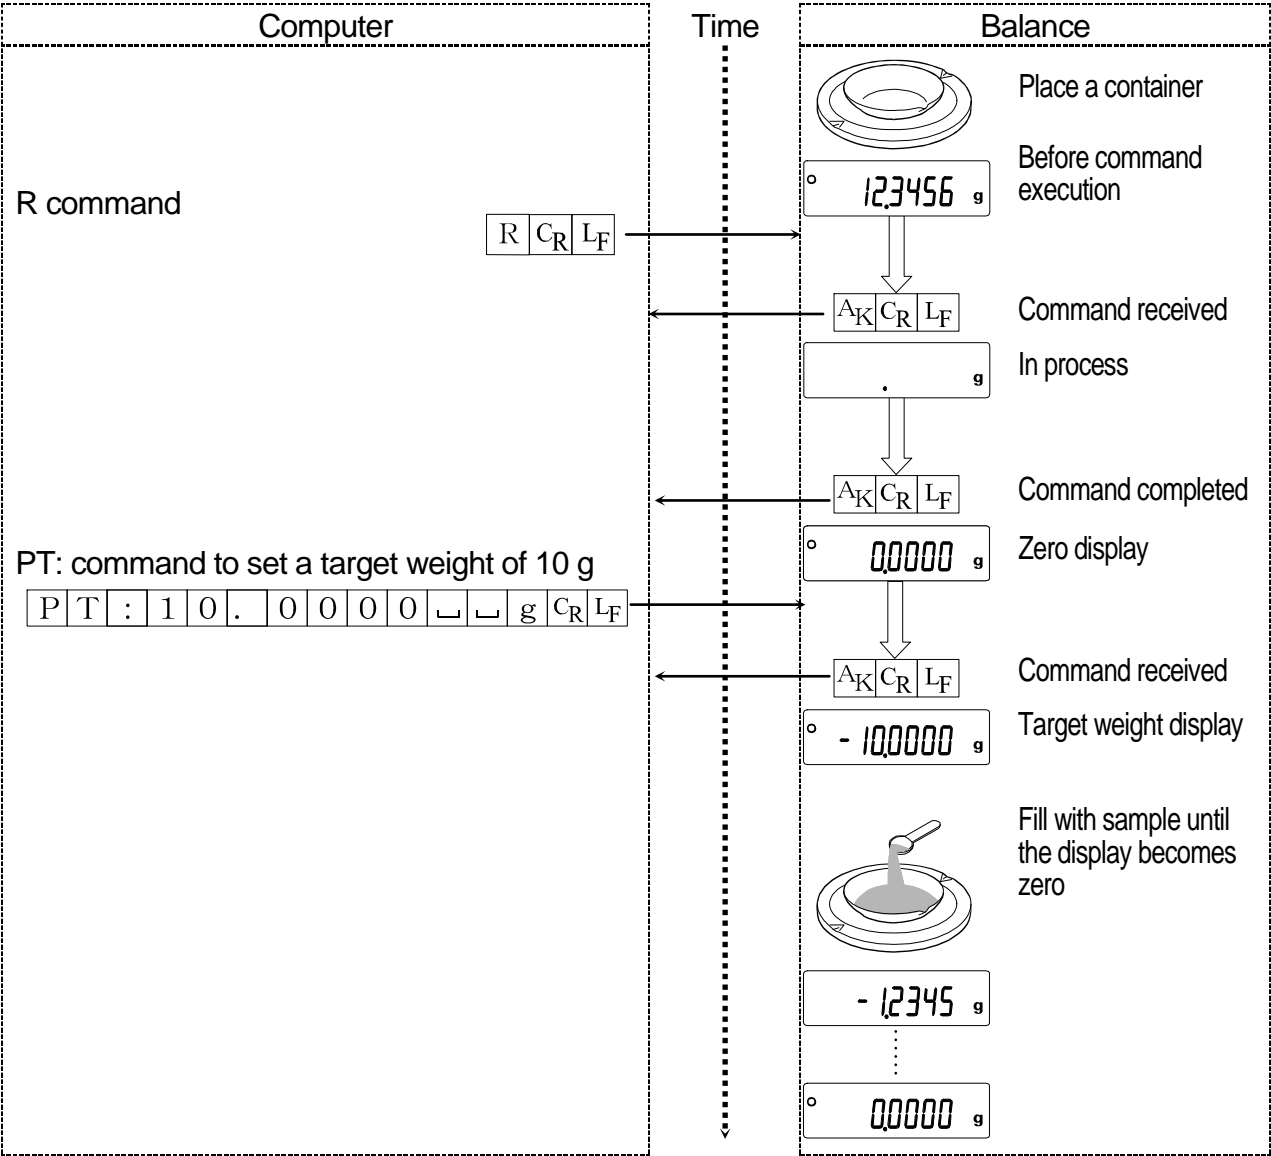 Computer
Time
Balance
Place a container
Before command
execution
12.3456 g
R command
R CR LF
AK CR LF
Command received
. g
In process
AK CR LF
Command completed
0.0000 g
Zero display
PT: command to set a target weight of 10 g
P T : 1 0 . 0 0 0 0 ␣ ␣ g CR LF
AK CR LF
Command received
- 10.0000 g
Target weight display
Fill with sample until
the display becomes
zero
- 1.2345 g
0.0000 g